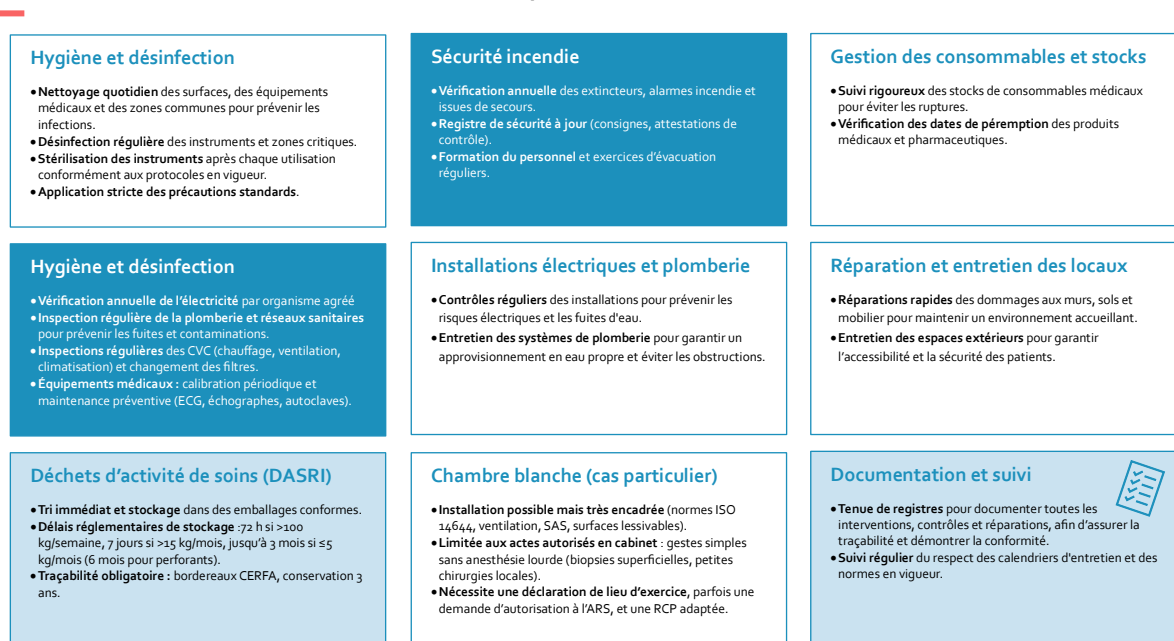 Hygiène et désinfection
•Nettoyage quotidien des surfaces, des équipements
médicaux et des zones communes pour prévenir les
infections.
•Désinfection régulière des instruments et zones critiques.
•Stérilisation des instruments après chaque utilisation
conformément aux protocoles en vigueur.
•Application stricte des précautions standards.
Sécurité incendie
•Vérification annuelle des extincteurs, alarmes incendie et
issues de secours.
•Registre de sécurité à jour (consignes, attestations de
contrôle).
•Formation du personnel et exercices d'évacuation
réguliers.
Gestion des consommables et stocks
•Suivi rigoureux des stocks de consommables médicaux
pour éviter les ruptures.
•Vérification des dates de péremption des produits
médicaux et pharmaceutiques.
Hygiène et désinfection
•Vérification annuelle de l'électricité par organisme agréé
•Inspection régulière de la plomberie et réseaux sanitaires
pour prévenir les fuites et contaminations.
•Inspections régulières des CVC (chauffage, ventilation,
climatisation) et changement des filtres.
•Équipements médicaux : calibration périodique et
maintenance préventive (ECG, échographes, autoclaves).
Installations électriques et plomberie
•Contrôles réguliers des installations pour prévenir les
risques électriques et les fuites d'eau.
•Entretien des systèmes de plomberie pour garantir un
approvisionnement en eau propre et éviter les obstructions.
Réparation et entretien des locaux
•Réparations rapides des dommages aux murs, sols et
mobilier pour maintenir un environnement accueillant.
•Entretien des espaces extérieurs pour garantir
l'accessibilité et la sécurité des patients.
Déchets d'activité de soins (DASRI)
•Tri immédiat et stockage dans des emballages conformes.
•Délais réglementaires de stockage :72 h si >100
kg/semaine, 7 jours si >15 kg/mois, jusqu'à 3 mois si ≤5
kg/mois (6 mois pour perforants).
•Traçabilité obligatoire : bordereaux CERFA, conservation 3
ans.
Chambre blanche (cas particulier)
•Installation possible mais très encadrée (normes ISO
14644, ventilation, SAS, surfaces lessivables).
•Limitée aux actes autorisés en cabinet : gestes simples
sans anesthésie lourde (biopsies superficielles, petites
chirurgies locales).
•Nécessite une déclaration de lieu d'exercice, parfois une
demande d'autorisation à l'ARS, et une RCP adaptée.
Documentation et suivi
•Tenue de registres pour documenter toutes les
interventions, contrôles et réparations, afin d'assurer la
traçabilité et démontrer la conformité.
•Suivi régulier du respect des calendriers d'entretien et des
normes en vigueur.